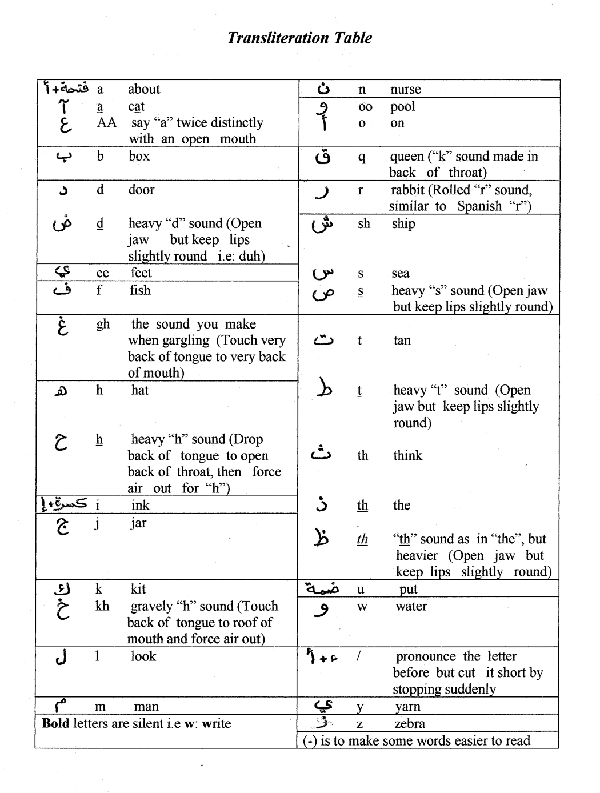 Transliteration Table
فتحة+أ a about
آ a cat
ع AA say “a” twice distinctly
with an open mouth
ب b box
د d door
ض d heavy “d” sound (Open
jaw but keep lips
slightly round i.e: duh)
ي ee feet
ف f fish
غ gh the sound you make
when gargling (Touch very
back of tongue to very back
of mouth)
ه h hat
ح h heavy “h” sound (Drop
back of tongue to open
back of throat, then force
air out for “h”)
كسرة+إ i ink
ج j jar
ك k kit
خ kh gravely “h” sound (Touch
back of tongue to roof of
mouth and force air out)
ل l look
م m man
Bold letters are silent i.e w: write
ن n nurse
و oo pool
أ o on
ق q queen (“k” sound made in
back of throat)
ر r rabbit (Rolled “r” sound,
similar to Spanish “r”)
ش sh ship
س s sea
ص s heavy “s” sound (Open jaw
but keep lips slightly round)
ت t tan
ط t heavy “t” sound (Open
jaw but keep lips slightly
round)
ث th think
ذ th the
ظ th “th” sound as in “the”, but
heavier (Open jaw but
keep lips slightly round)
ضمة u put
و w water
ء+أ / pronounce the letter
before but cut it short by
stopping suddenly
ي y yarn
ز z zebra
(-) is to make some words easier to read